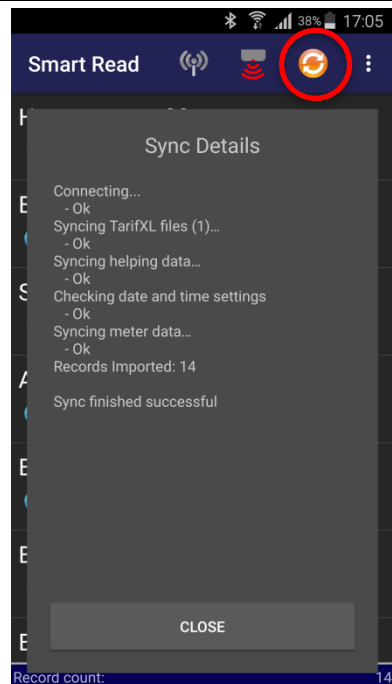 38% 17:05
Smart Read
H
Sync Details
Connecting...
- Ok
E
Syncing TarifXL files (1)...
- Ok
Syncing helping data...
- Ok
S
Checking date and time settings
- Ok
Syncing meter data...
- Ok
Records Imported: 14
A
Sync finished successful
E
E
CLOSE
E
Record count: 14